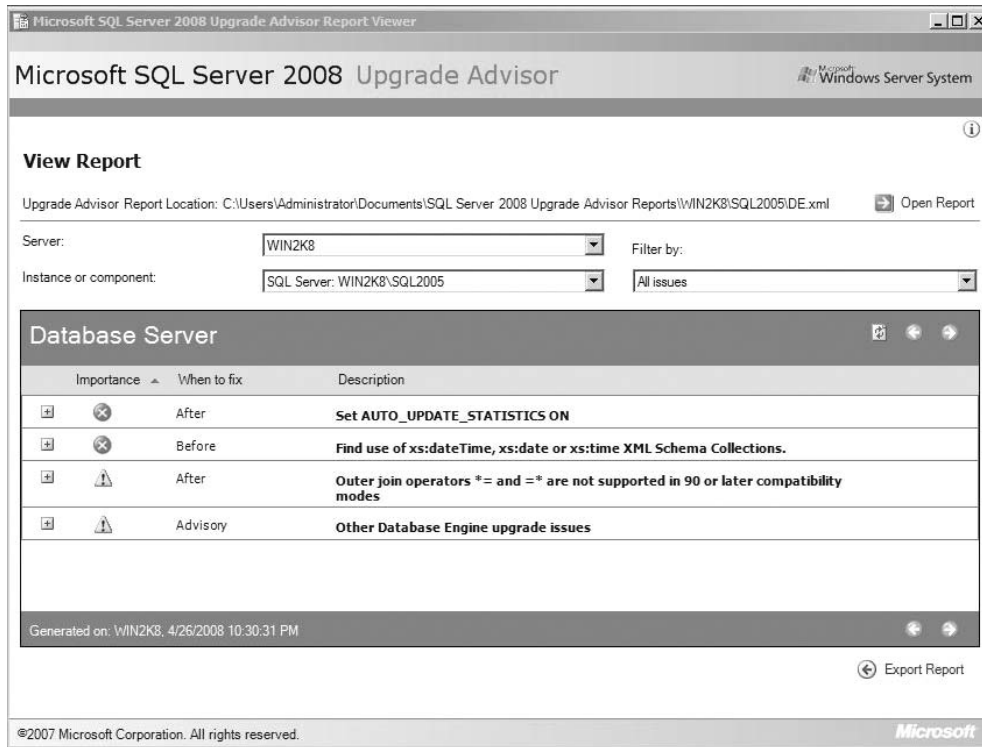 Microsoft SQL Server 2008 Upgrade Advisor Report Viewer
Microsoft SQL Server 2008 Upgrade Advisor
Microsoft
Windows Server System
View Report
Upgrade Advisor Report Location: C:\Users\Administrator\Documents\SQL Server 2008 Upgrade Advisor Reports\WIN2K8\SQL2005\DE.xml
Open Report
Server:
WIN2K8
Filter by:
Instance or component:
SQL Server: WIN2K8\SQL2005
All issues
Database Server
Importance When to fix Description
After Set AUTO_UPDATE_STATISTICS ON
Before Find use of xs:dateTime, xs:date or xs:time XML Schema Collections.
After Outer join operators *= and =* are not supported in 90 or later compatibility
modes
Advisory Other Database Engine upgrade issues
Generated on: WIN2K8, 4/26/2008 10:30:31 PM
Export Report
©2007 Microsoft Corporation. All rights reserved.
Microsoft